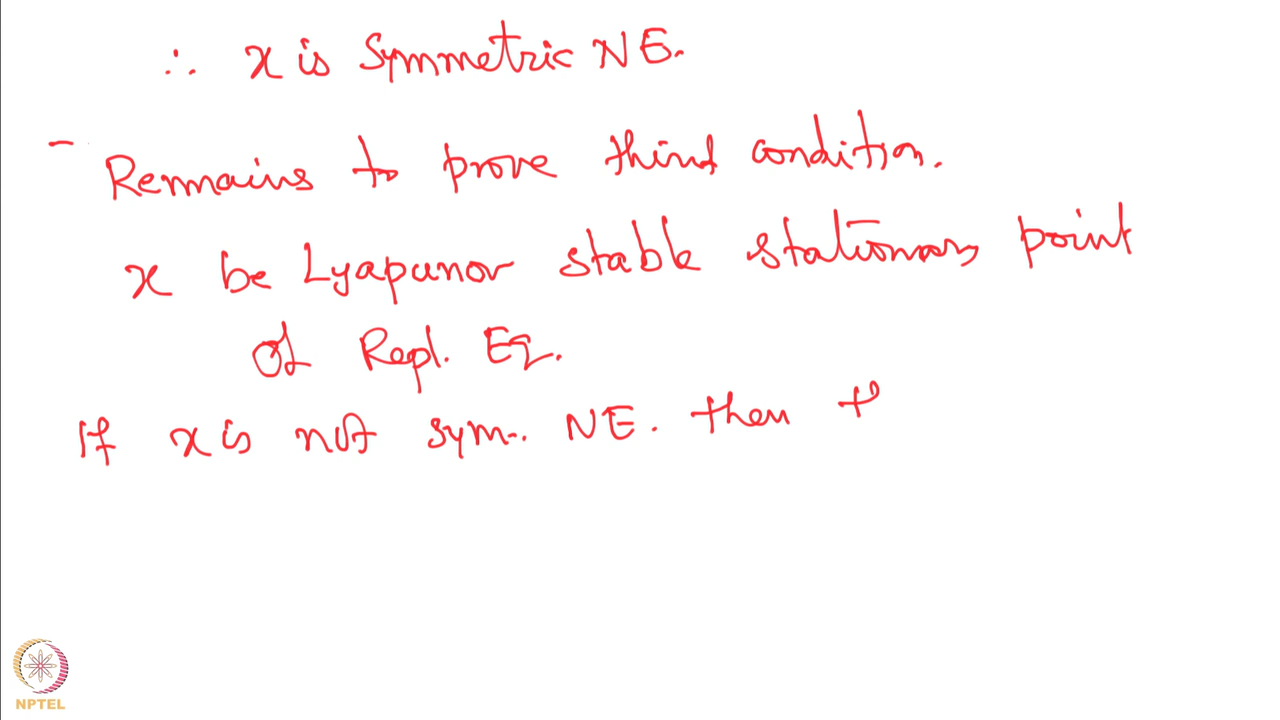 ∴ x is Symmetric NE.
- Remains to prove third condition.
x be Lyapunov stable stationary point
Of Repl. Eq.
If x is not sym. NE. then
NPTEL